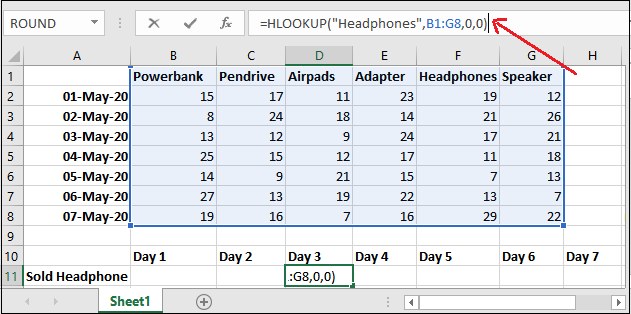 ROUND =HLOOKUP("Headphones",B1:G8,0,0)
A B C D E F G H
1 Powerbank Pendrive Airpads Adapter Headphones Speaker
2 01-May-20 15 17 11 23 19 12
3 02-May-20 8 24 18 14 21 26
4 03-May-20 13 12 9 24 17 21
5 04-May-20 25 15 12 17 11 18
6 05-May-20 14 9 21 15 7 13
7 06-May-20 27 13 19 22 13 7
8 07-May-20 19 16 7 16 29 22
9
10 Day 1 Day 2 Day 3 Day 4 Day 5 Day 6 Day 7
11 Sold Headphone :G8,0,0)
Sheet1